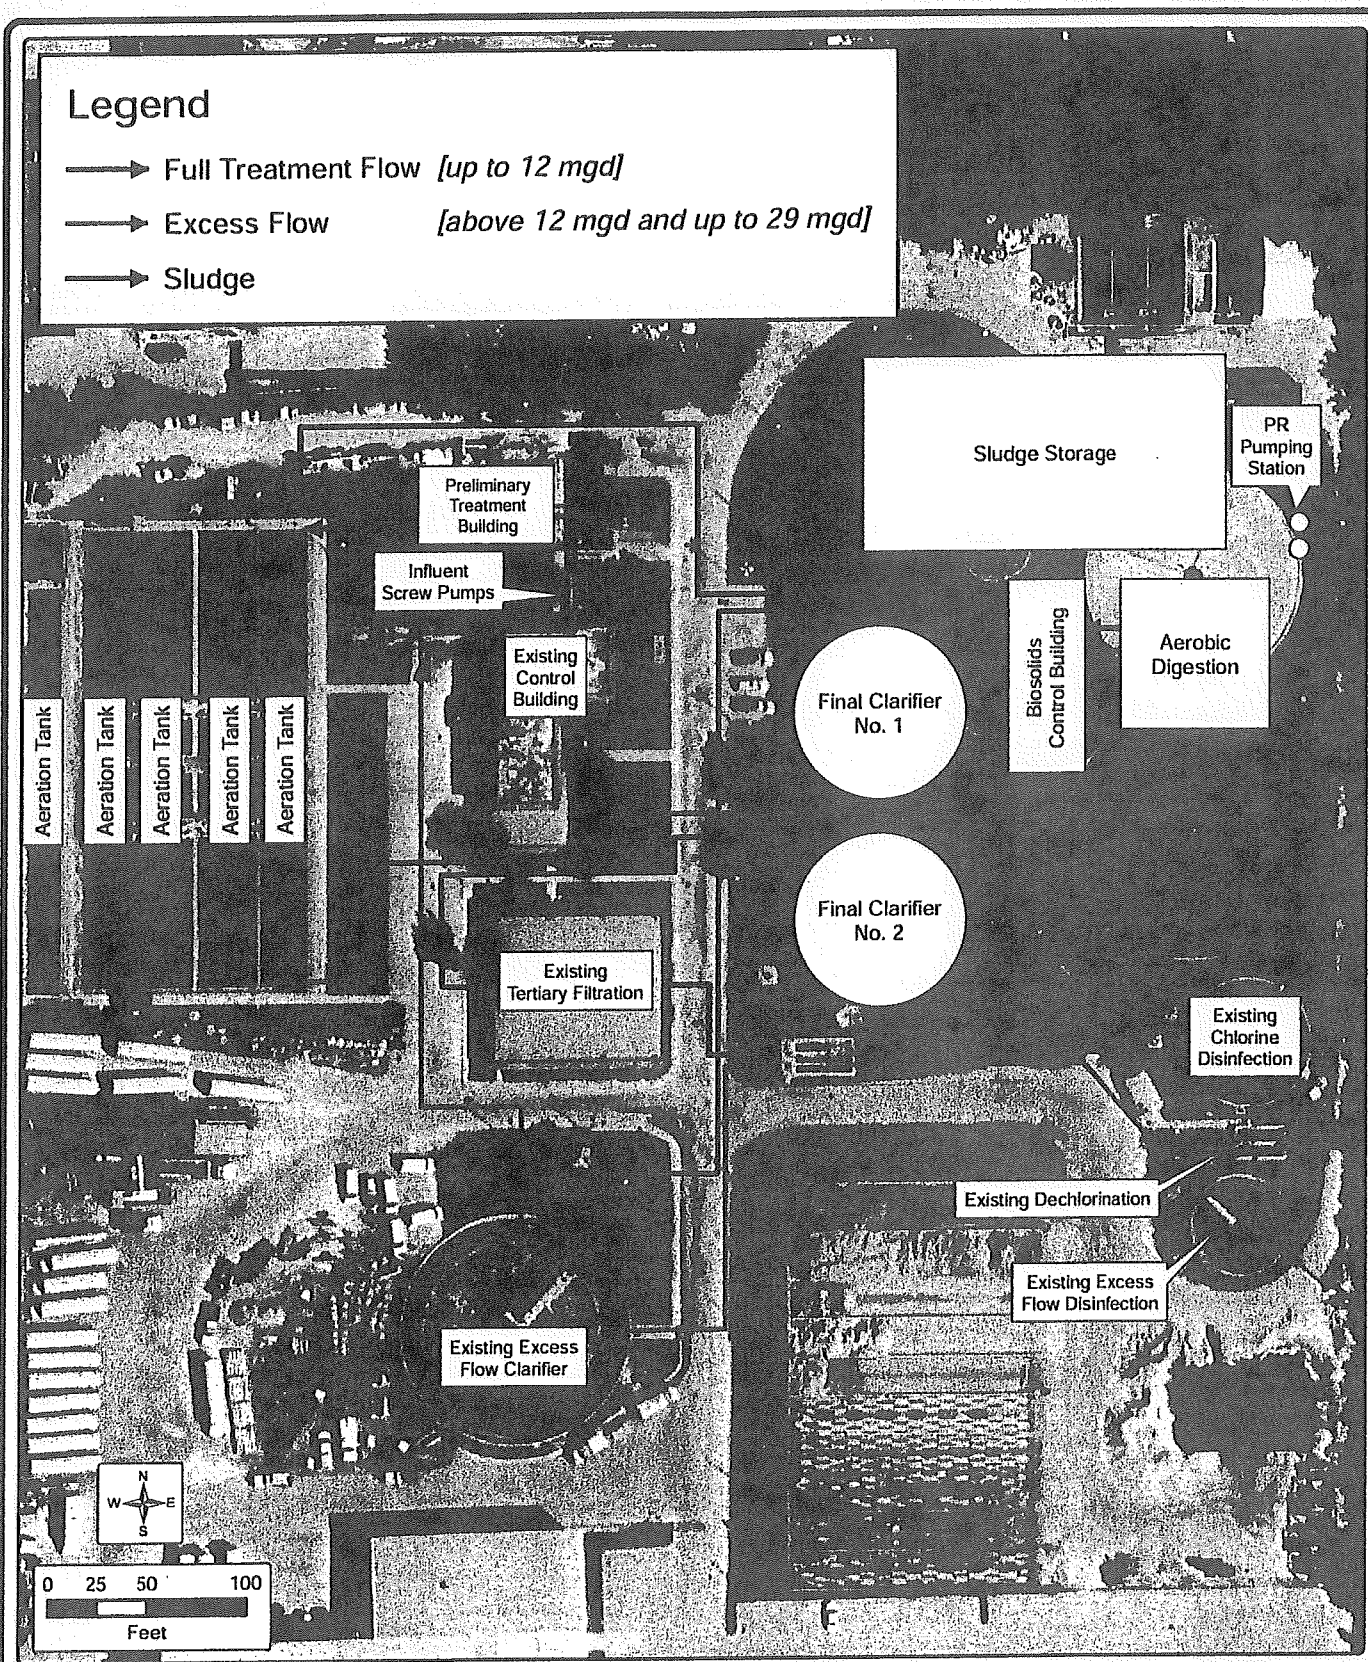 Legend
Full Treatment Flow [up to 12 mgd]
Excess Flow [above 12 mgd and up to 29 mgd]
Sludge
Sludge Storage
PR
Pumping
Station
Preliminary
Treatment
Building
Influent
Screw Pumps
Existing
Control
Building
Final Clarifier
No. 1
Biosolids
Control Building
Aerobic
Digestion
Aeration Tank
Aeration Tank
Aeration Tank
Aeration Tank
Aeration Tank
Final Clarifier
No. 2
Existing
Tertiary Filtration
Existing
Chlorine
Disinfection
Existing Dechlorination
Existing Excess
Flow Disinfection
Existing Excess
Flow Clarifier
N
W E
S
0 25 50 100
Feet